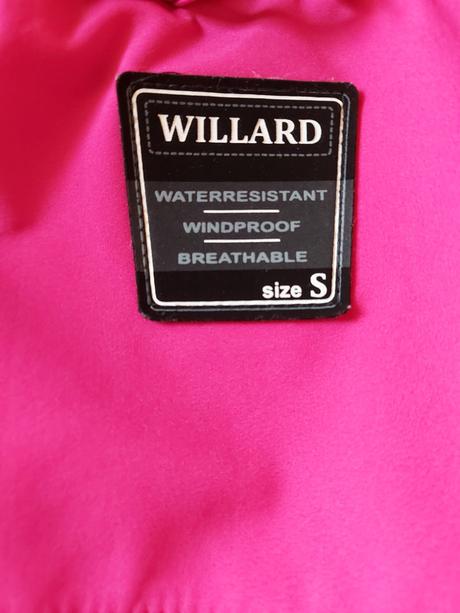 WILLARD
WATERRESISTANT
WINDPROOF
BREATHABLE
size S